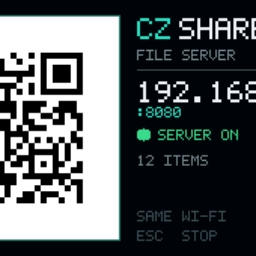 CZ SHARE
FILE SERVER
192.168
:8080
SERVER ON
12 ITEMS
SAME WI-FI
ESC STOP